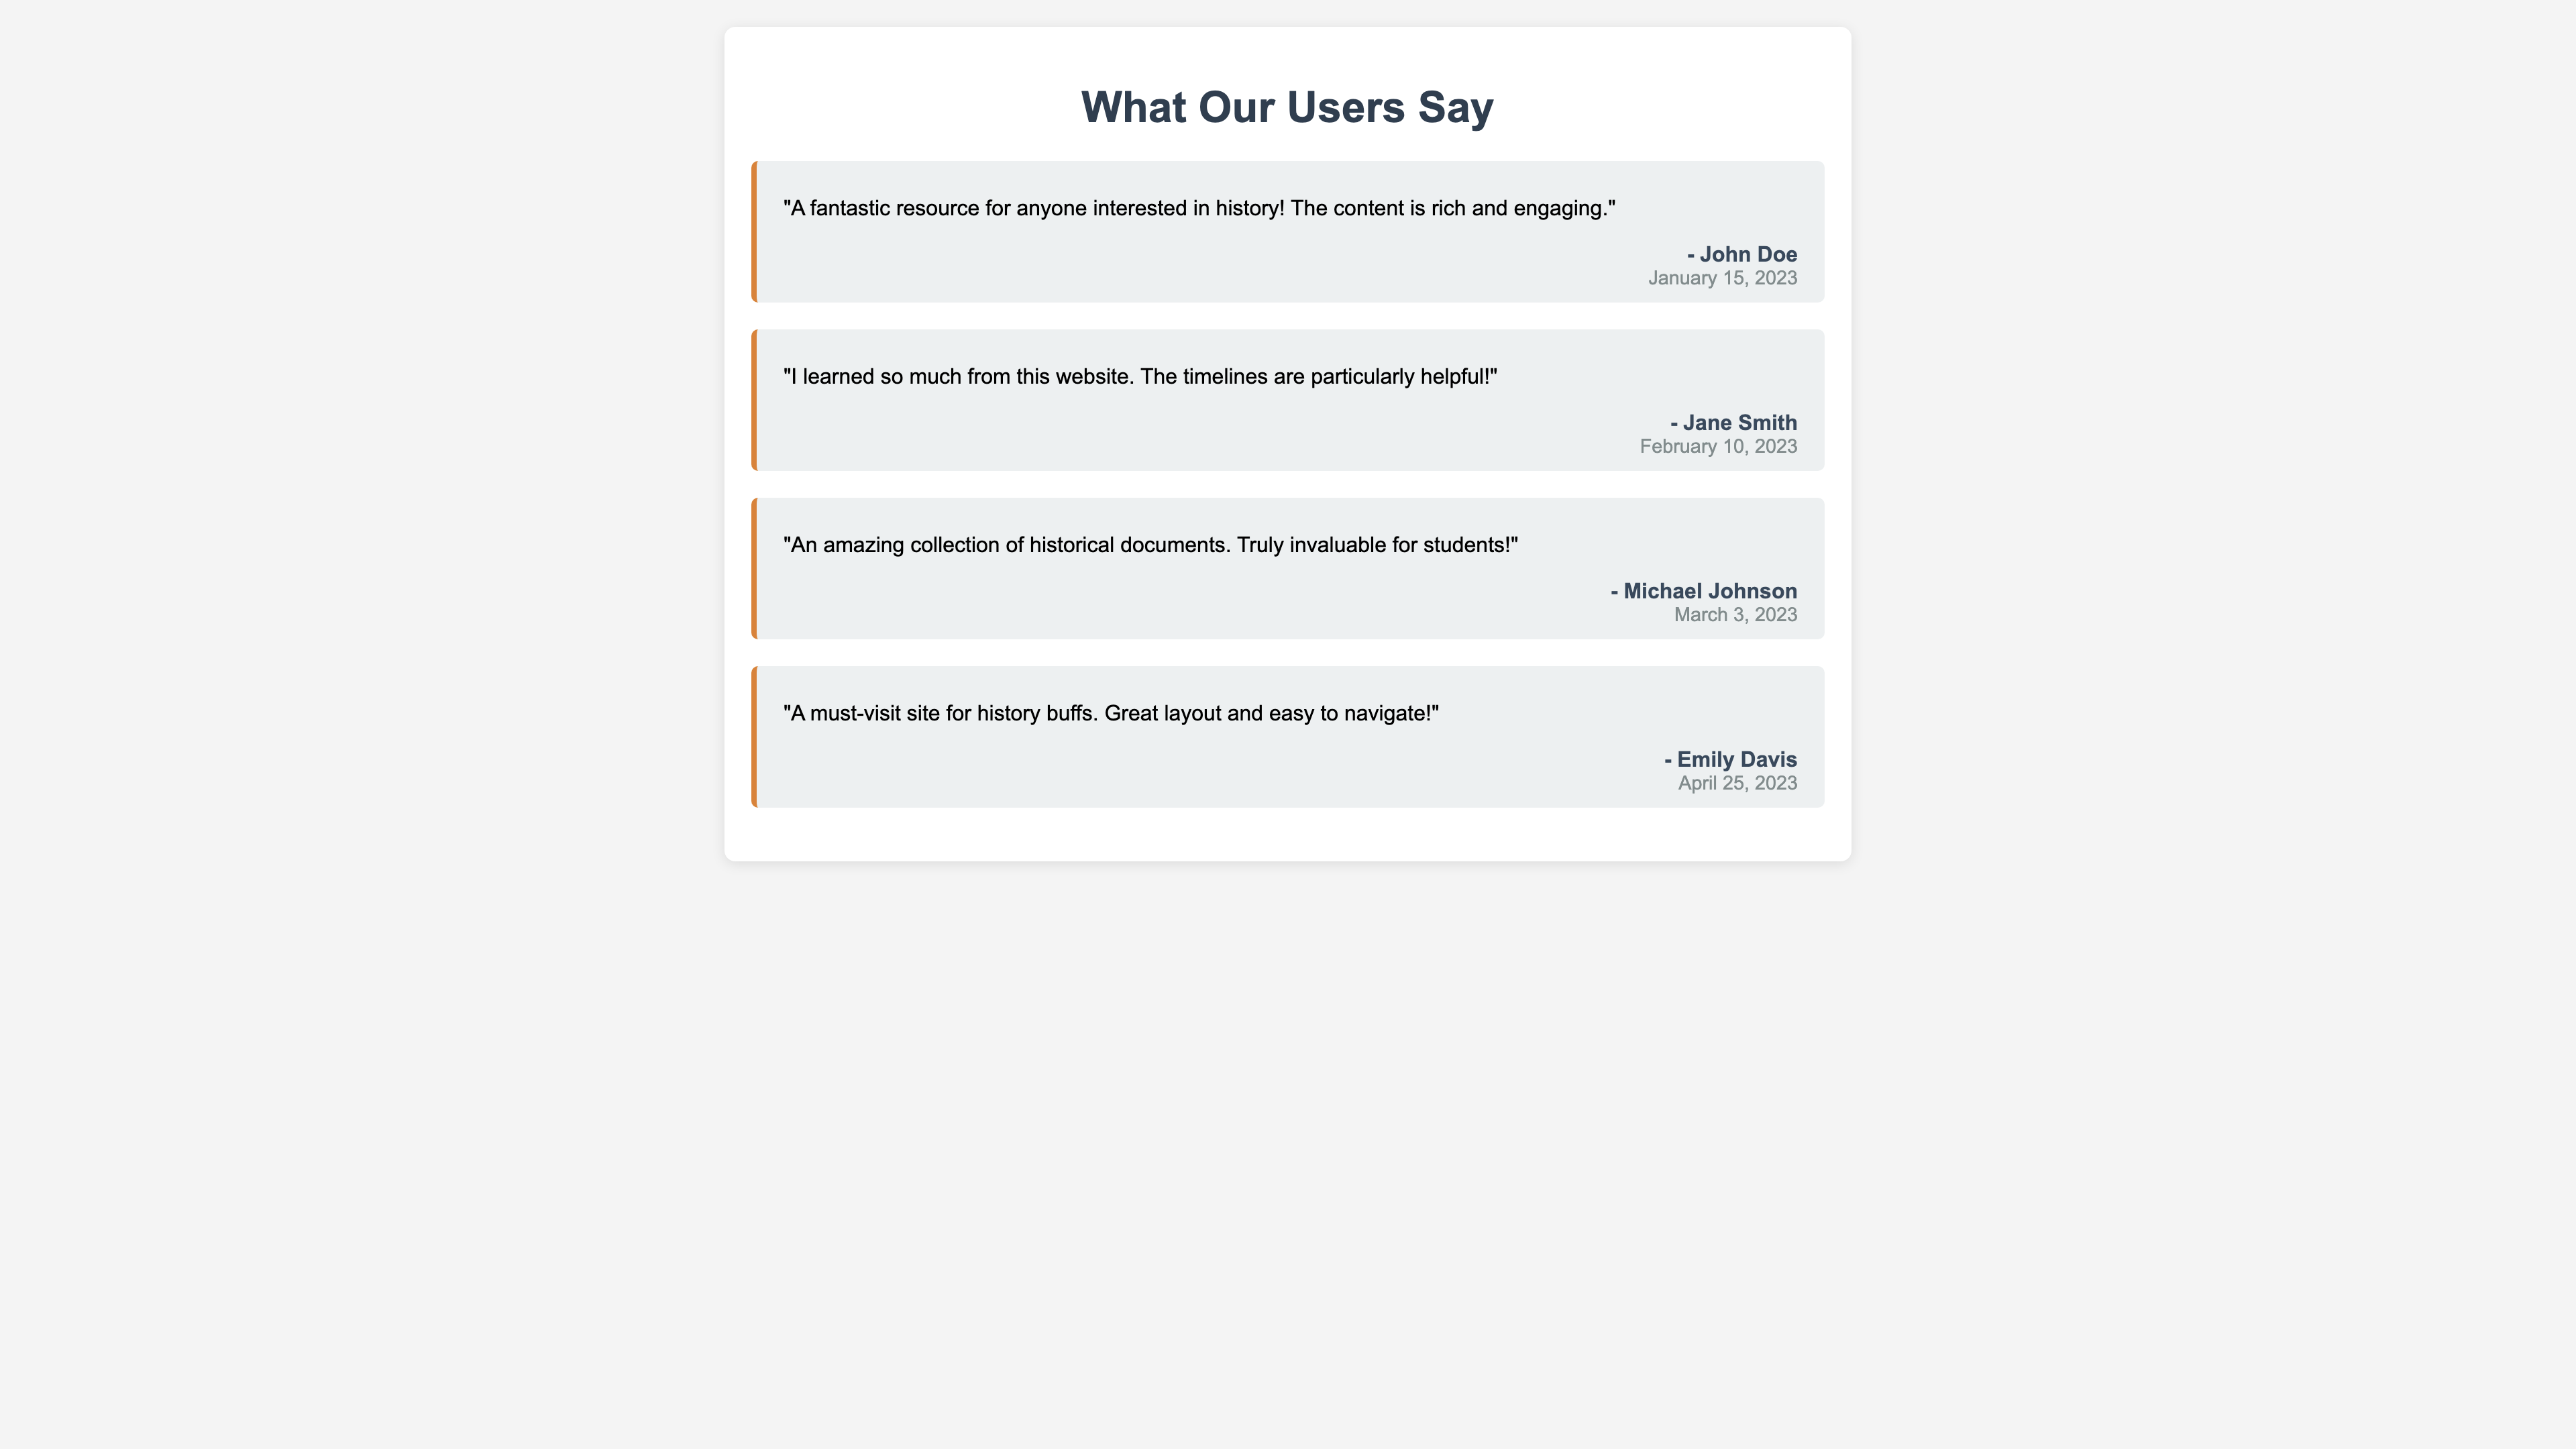 What Our Users Say
"A fantastic resource for anyone interested in history! The content is rich and engaging."
- John Doe
January 15, 2023
"I learned so much from this website. The timelines are particularly helpful!"
- Jane Smith
February 10, 2023
"An amazing collection of historical documents. Truly invaluable for students!"
- Michael Johnson
March 3, 2023
"A must-visit site for history buffs. Great layout and easy to navigate!"
- Emily Davis
April 25, 2023